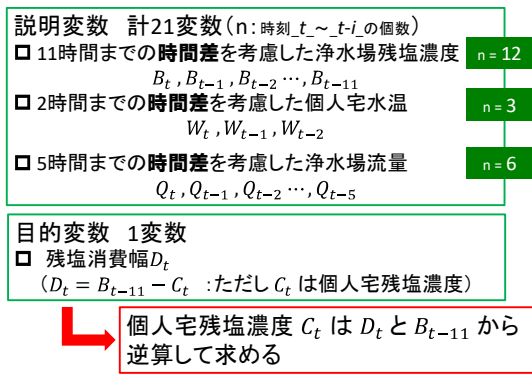 説明変数 計21変数(n:時刻_t_~_t-i_の個数)
□ 11時間までの時間差を考慮した浄水場残塩濃度 n = 12
B_t , B_{t−1} , B_{t−2} ⋯ , B_{t−11}
□ 2時間までの時間差を考慮した個人宅水温 n = 3
W_t , W_{t−1} , W_{t−2}
□ 5時間までの時間差を考慮した浄水場流量 n = 6
Q_t , Q_{t−1} , Q_{t−2} ⋯ , Q_{t−5}
目的変数 1変数
□ 残塩消費幅D_t
(D_t = B_{t−11} − C_t :ただし C_t は個人宅残塩濃度)
個人宅残塩濃度 C_t は D_t と B_{t−11} から
逆算して求める